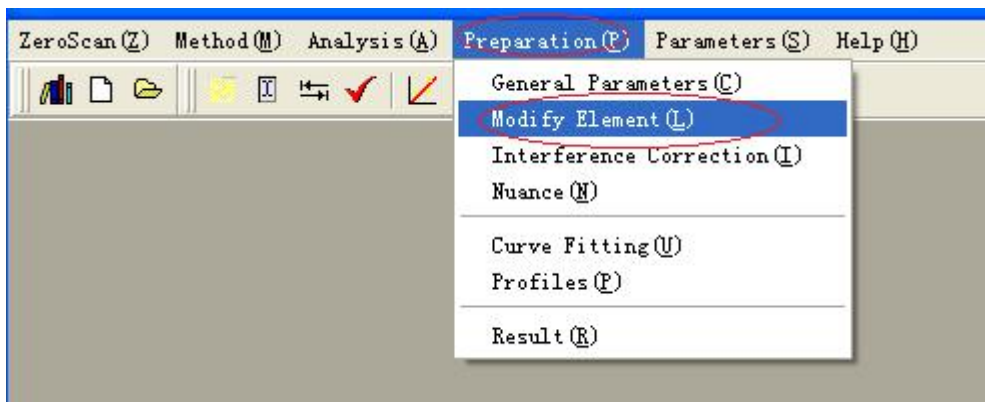 ZeroScan(Z) Method(M) Analysis(A) Preparation(P) Parameters(S) Help(H)
General Parameters(C)
Modify Element(L)
Interference Correction(I)
Nuance(N)
Curve Fitting(U)
Profiles(P)
Result(R)